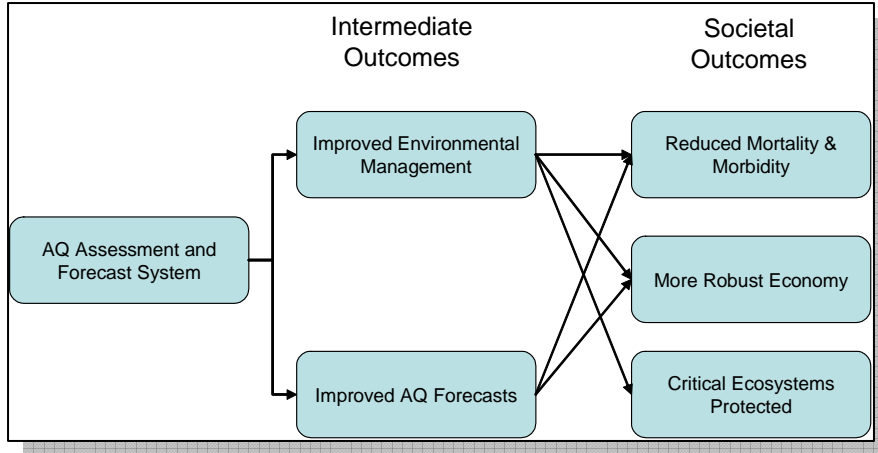 Intermediate
Outcomes
Societal
Outcomes
Improved Environmental
Management
Reduced Mortality &
Morbidity
AQ Assessment and
Forecast System
More Robust Economy
Improved AQ Forecasts
Critical Ecosystems
Protected